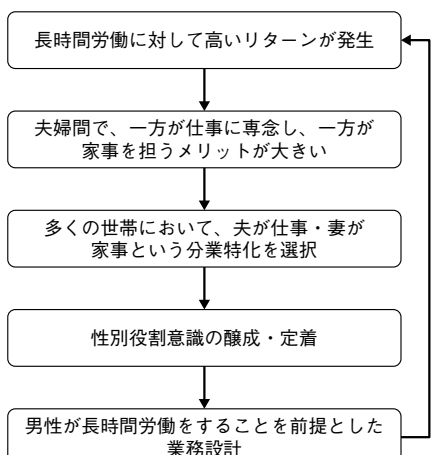 長時間労働に対して高いリターンが発生
夫婦間で、一方が仕事に専念し、一方が
家事を担うメリットが大きい
多くの世帯において、夫が仕事・妻が
家事という分業特化を選択
性別役割意識の醸成・定着
男性が長時間労働をすることを前提とした
業務設計